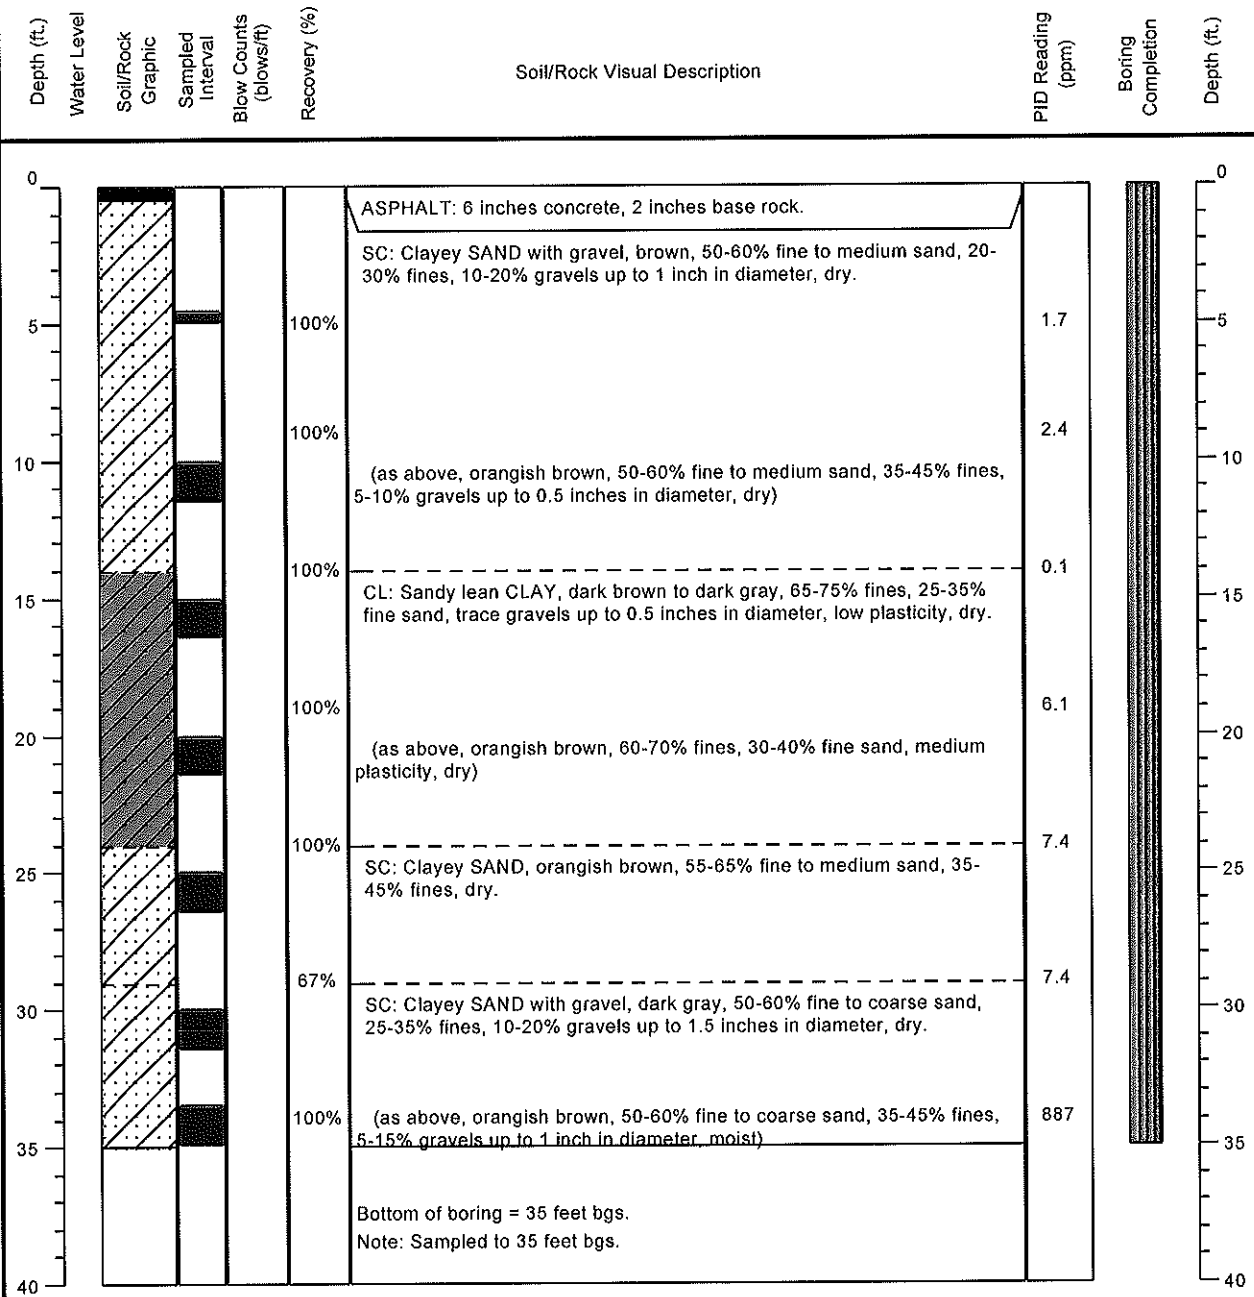 Depth (ft.)
Water Level
Soil/Rock
Graphic
Sampled
Interval
Blow Counts
(blows/ft)
Recovery (%)
Soil/Rock Visual Description
PID Reading
(ppm)
Boring
Completion
Depth (ft.)
0
0
ASPHALT: 6 inches concrete, 2 inches base rock.
SC: Clayey SAND with gravel, brown, 50-60% fine to medium sand, 20-
30% fines, 10-20% gravels up to 1 inch in diameter, dry.
5
100%
1.7
5
100%
2.4
10
(as above, orangish brown, 50-60% fine to medium sand, 35-45% fines,
5-10% gravels up to 0.5 inches in diameter, dry)
10
100%
0.1
CL: Sandy lean CLAY, dark brown to dark gray, 65-75% fines, 25-35%
fine sand, trace gravels up to 0.5 inches in diameter, low plasticity, dry.
15
15
100%
6.1
20
(as above, orangish brown, 60-70% fines, 30-40% fine sand, medium
plasticity, dry)
20
100%
7.4
SC: Clayey SAND, orangish brown, 55-65% fine to medium sand, 35-
45% fines, dry.
25
25
67%
7.4
SC: Clayey SAND with gravel, dark gray, 50-60% fine to coarse sand,
25-35% fines, 10-20% gravels up to 1.5 inches in diameter, dry.
30
30
100%
(as above, orangish brown, 50-60% fine to coarse sand, 35-45% fines,
5-15% gravels up to 1 inch in diameter, moist)
887
35
35
Bottom of boring = 35 feet bgs.
Note: Sampled to 35 feet bgs.
40
40